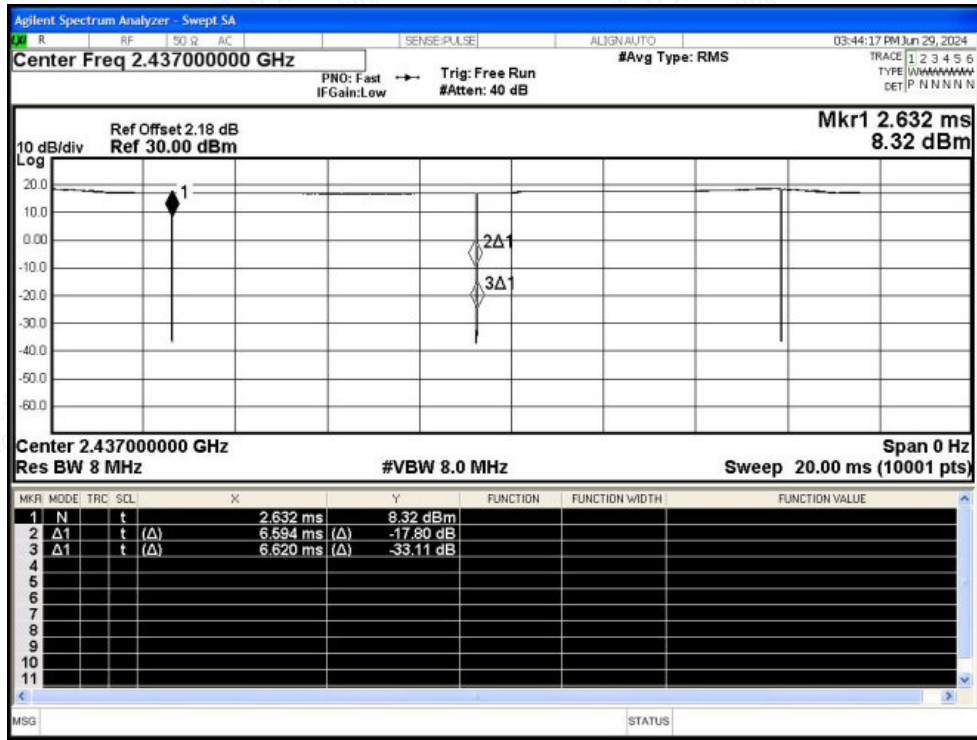 Agilent Spectrum Analyzer - Swept SA
LXI R RF 50 Ω AC SENSE:PULSE ALIGNAUTO 03:44:17 PM Jun 29, 2024
Center Freq 2.437000000 GHz #Avg Type: RMS TRACE 1 2 3 4 5 6
PNO: Fast Trig: Free Run TYPE WWWWWW
IFGain:Low #Atten: 40 dB DET P N N N N N
Mkr1 2.632 ms
8.32 dBm
Ref Offset 2.18 dB
10 dB/div Ref 30.00 dBm
Log
20.0
10.0
0.00
-10.0
-20.0
-30.0
-40.0
-50.0
-60.0
1
2Δ1
3Δ1
Center 2.437000000 GHz Span 0 Hz
Res BW 8 MHz #VBW 8.0 MHz Sweep 20.00 ms (10001 pts)
MKR MODE TRC SCL X Y FUNCTION FUNCTION WIDTH FUNCTION VALUE
1 N t 2.632 ms 8.32 dBm
2 Δ1 t (Δ) 6.594 ms (Δ) -17.80 dB
3 Δ1 t (Δ) 6.620 ms (Δ) -33.11 dB
4
5
6
7
8
9
10
11
MSG STATUS